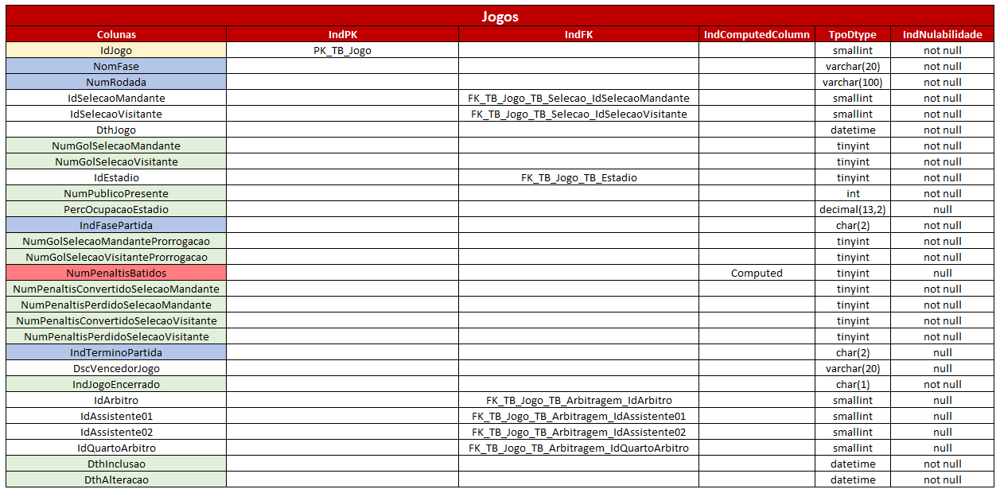 Jogos
Colunas IndPK IndFK IndComputedColumn TpoDtype IndNulabilidade
IdJogo PK_TB_Jogo smallint not null
NomFase varchar(20) not null
NumRodada varchar(100) not null
IdSelecaoMandante FK_TB_Jogo_TB_Selecao_IdSelecaoMandante smallint not null
IdSelecaoVisitante FK_TB_Jogo_TB_Selecao_IdSelecaoVisitante smallint not null
DthJogo datetime not null
NumGolSelecaoMandante tinyint not null
NumGolSelecaoVisitante tinyint not null
IdEstadio FK_TB_Jogo_TB_Estadio tinyint not null
NumPublicoPresente int not null
PercOcupacaoEstadio decimal(13,2) null
IndFasePartida char(2) not null
NumGolSelecaoMandanteProrrogacao tinyint not null
NumGolSelecaoVisitanteProrrogacao tinyint not null
NumPenaltisBatidos Computed tinyint null
NumPenaltisConvertidoSelecaoMandante tinyint not null
NumPenaltisPerdidoSelecaoMandante tinyint not null
NumPenaltisConvertidoSelecaoVisitante tinyint not null
NumPenaltisPerdidoSelecaoVisitante tinyint not null
IndTerminoPartida char(2) null
DscVencedorJogo varchar(20) null
IndJogoEncerrado char(1) not null
IdArbitro FK_TB_Jogo_TB_Arbitragem_IdArbitro smallint null
IdAssistente01 FK_TB_Jogo_TB_Arbitragem_IdAssistente01 smallint null
IdAssistente02 FK_TB_Jogo_TB_Arbitragem_IdAssistente02 smallint null
IdQuartoArbitro FK_TB_Jogo_TB_Arbitragem_IdQuartoArbitro smallint null
DthInclusao datetime not null
DthAlteracao datetime not null